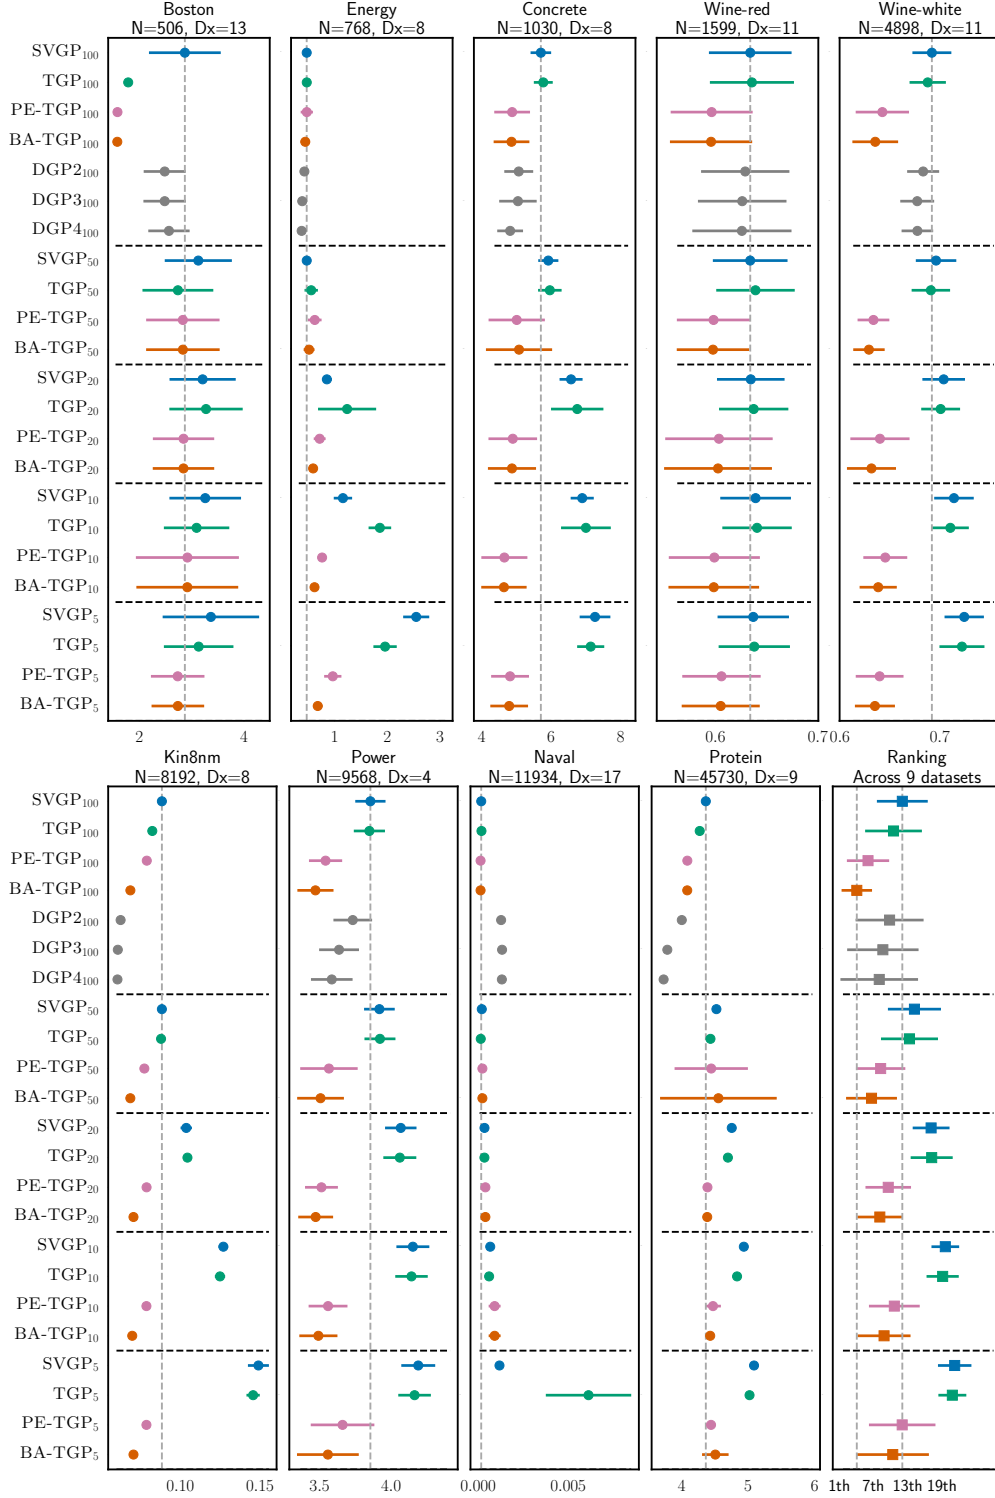 Boston
N=506, Dx=13
Energy
N=768, Dx=8
Concrete
N=1030, Dx=8
Wine-red
N=1599, Dx=11
Wine-white
N=4898, Dx=11
SVGP100
TGP100
PE-TGP100
BA-TGP100
DGP2100
DGP3100
DGP4100
SVGP50
TGP50
PE-TGP50
BA-TGP50
SVGP20
TGP20
PE-TGP20
BA-TGP20
SVGP10
TGP10
PE-TGP10
BA-TGP10
SVGP5
TGP5
PE-TGP5
BA-TGP5
2 4
1 2 3
4 6 8
0.6 0.7
0.6 0.7
Kin8nm
N=8192, Dx=8
Power
N=9568, Dx=4
Naval
N=11934, Dx=17
Protein
N=45730, Dx=9
Ranking
Across 9 datasets
SVGP100
TGP100
PE-TGP100
BA-TGP100
DGP2100
DGP3100
DGP4100
SVGP50
TGP50
PE-TGP50
BA-TGP50
SVGP20
TGP20
PE-TGP20
BA-TGP20
SVGP10
TGP10
PE-TGP10
BA-TGP10
SVGP5
TGP5
PE-TGP5
BA-TGP5
0.10 0.15
3.5 4.0
0.000 0.005
4 5 6
1th 7th 13th 19th